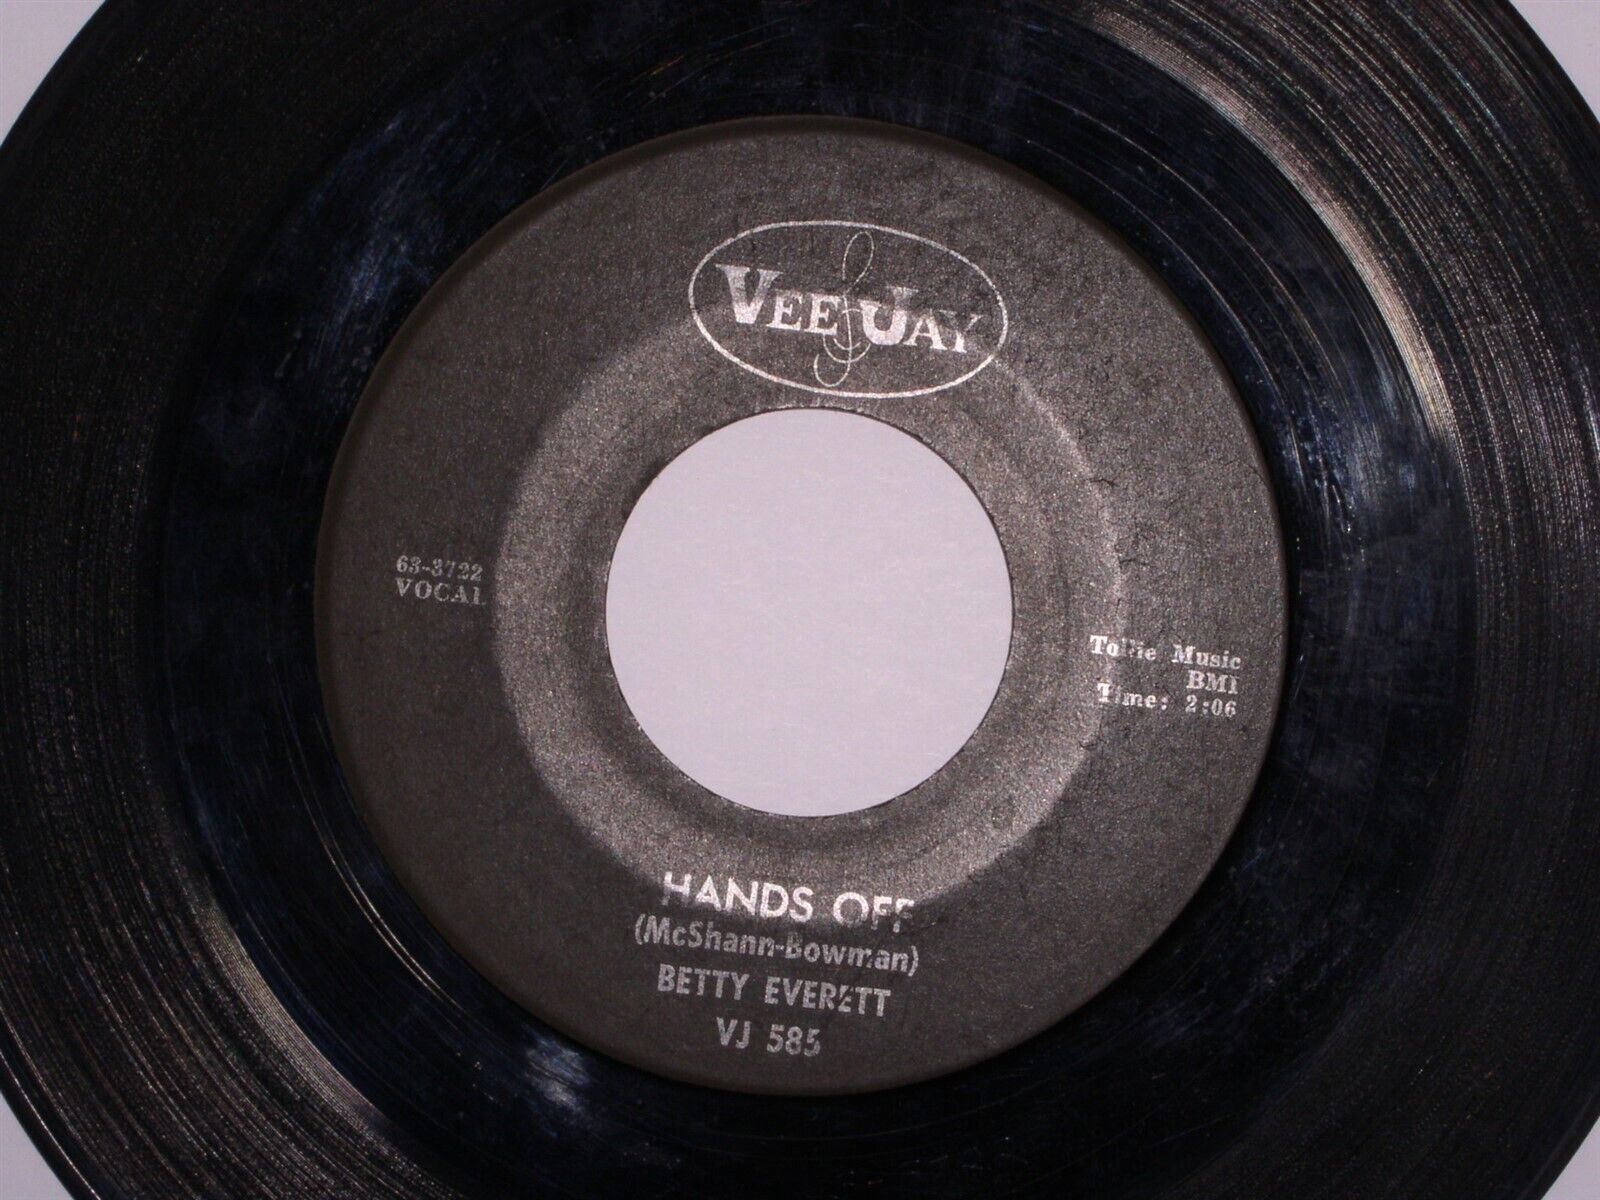 VEE JAY
63-3722
VOCAL
Tollie Music
BMI
Time: 2:06
HANDS OFF
(McShann-Bowman)
BETTY EVERETT
VJ 585